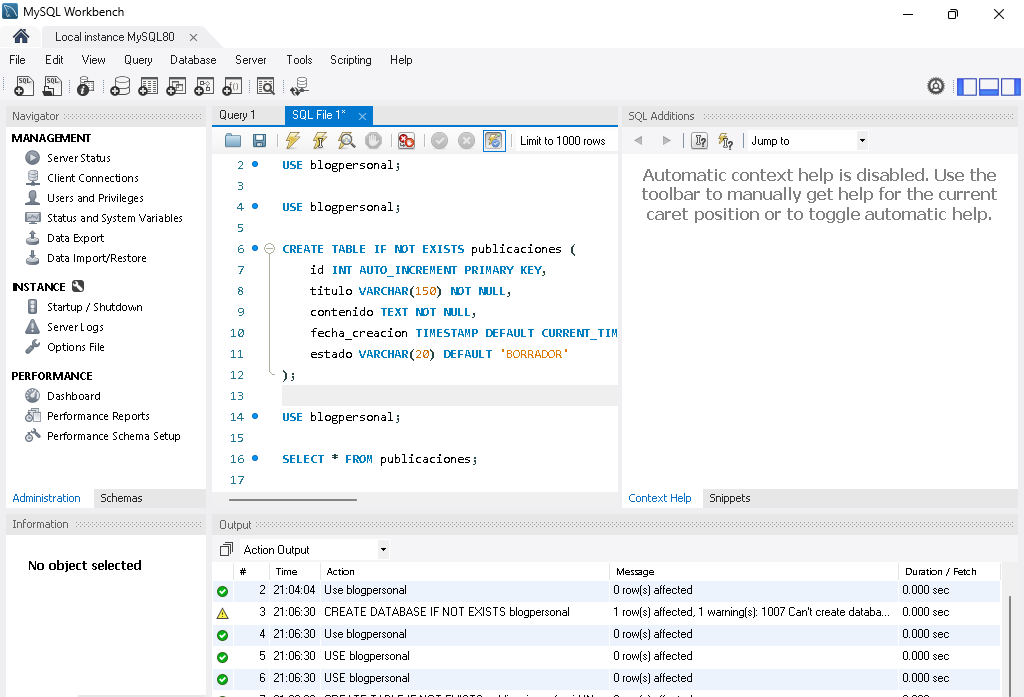 MySQL Workbench
Local instance MySQL80
File Edit View Query Database Server Tools Scripting Help
Navigator
MANAGEMENT
Server Status
Client Connections
Users and Privileges
Status and System Variables
Data Export
Data Import/Restore
INSTANCE
Startup / Shutdown
Server Logs
Options File
PERFORMANCE
Dashboard
Performance Reports
Performance Schema Setup
Administration Schemas
Information
No object selected
Query 1 SQL File 1*
Limit to 1000 rows
2 USE blogpersonal;
3
4 USE blogpersonal;
5
6 CREATE TABLE IF NOT EXISTS publicaciones (
7 id INT AUTO_INCREMENT PRIMARY KEY,
8 titulo VARCHAR(150) NOT NULL,
9 contenido TEXT NOT NULL,
10 fecha_creacion TIMESTAMP DEFAULT CURRENT_TIM
11 estado VARCHAR(20) DEFAULT 'BORRADOR'
12 );
13
14 USE blogpersonal;
15
16 SELECT * FROM publicaciones;
17
SQL Additions
Jump to
Automatic context help is disabled. Use the
toolbar to manually get help for the current
caret position or to toggle automatic help.
Context Help Snippets
Output
Action Output
# Time Action Message Duration / Fetch
2 21:04:04 Use blogpersonal 0 row(s) affected 0.000 sec
3 21:06:30 CREATE DATABASE IF NOT EXISTS blogpersonal 1 row(s) affected, 1 warning(s): 1007 Can't create databa... 0.000 sec
4 21:06:30 Use blogpersonal 0 row(s) affected 0.000 sec
5 21:06:30 USE blogpersonal 0 row(s) affected 0.000 sec
6 21:06:30 USE blogpersonal 0 row(s) affected 0.000 sec